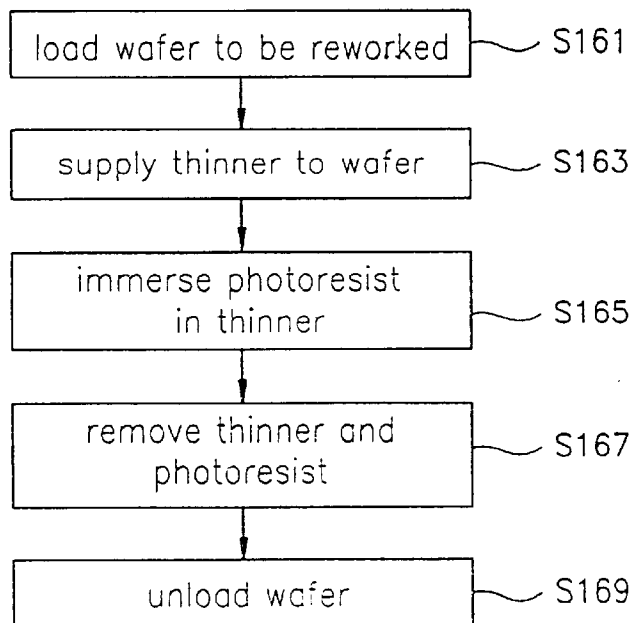 load wafer to be reworked
S161
supply thinner to wafer
S163
immerse photoresist
in thinner
S165
remove thinner and
photoresist
S167
unload wafer
S169